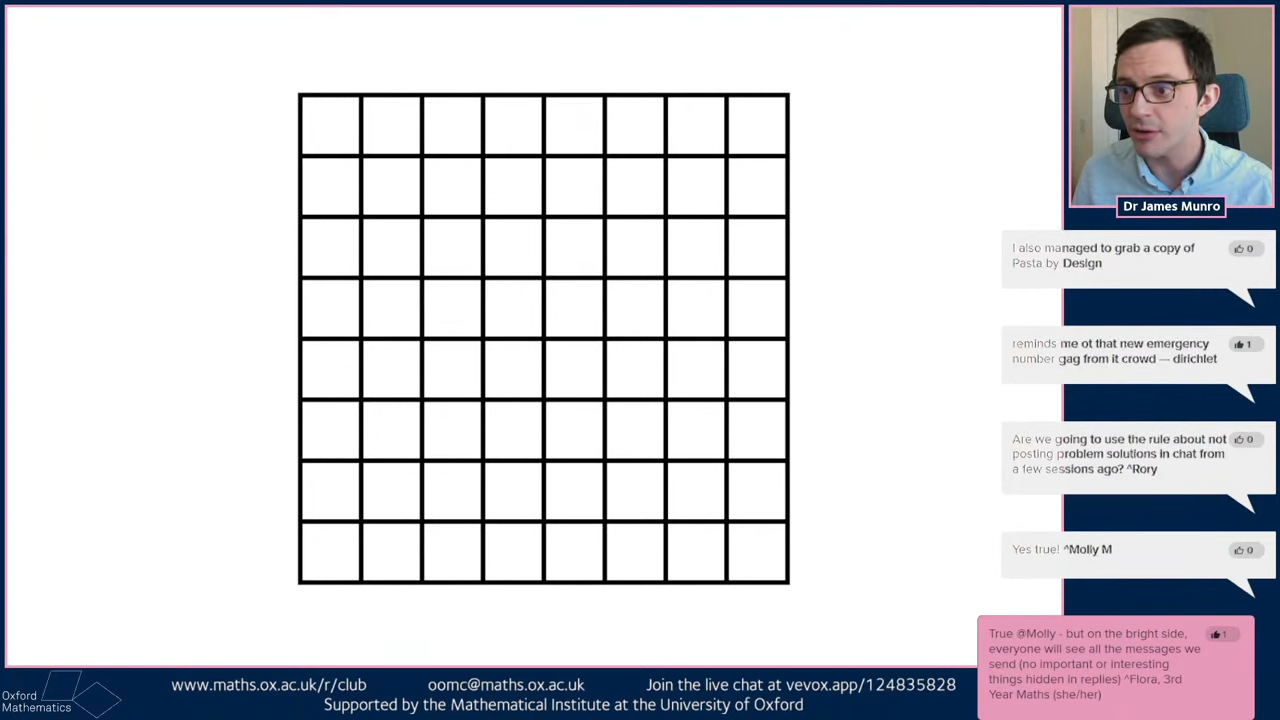 Dr James Munro
I also managed to grab a copy of
Pasta by Design
0
reminds me of that new emergency
number gag from it crowd — dirichlet
1
Are we going to use the rule about not
posting problem solutions in chat from
a few sessions ago? ^Rory
0
Yes true! ^Molly M
0
True @Molly - but on the bright side,
everyone will see all the messages we
send (no important or interesting
things hidden in replies) ^Flora, 3rd
Year Maths (she/her)
1
Oxford
Mathematics
www.maths.ox.ac.uk/r/club oomc@maths.ox.ac.uk Join the live chat at vevox.app/124835828
Supported by the Mathematical Institute at the University of Oxford